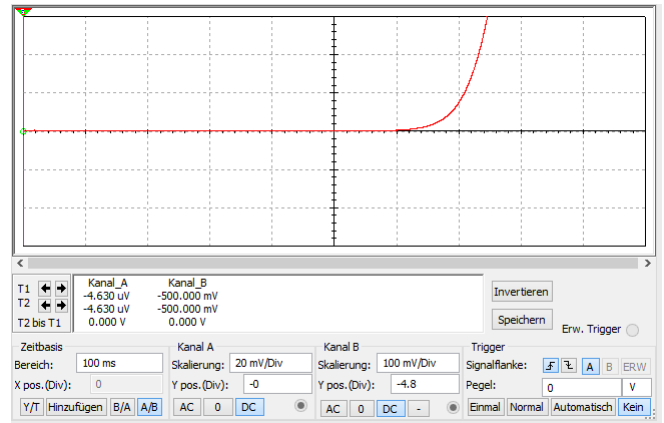 T1
T2
T2 bis T1
Kanal_A Kanal_B
-4.630 uV -500.000 mV
-4.630 uV -500.000 mV
0.000 V 0.000 V
Invertieren
Speichern
Erw. Trigger
Zeitbasis
Bereich: 100 ms
X pos.(Div): 0
Y/T Hinzufügen B/A A/B
Kanal A
Skalierung: 20 mV/Div
Y pos.(Div): -0
AC 0 DC
Kanal B
Skalierung: 100 mV/Div
Y pos.(Div): -4.8
AC 0 DC -
Trigger
Signalflanke: A B ERW
Pegel: 0 V
Einmal Normal Automatisch Kein